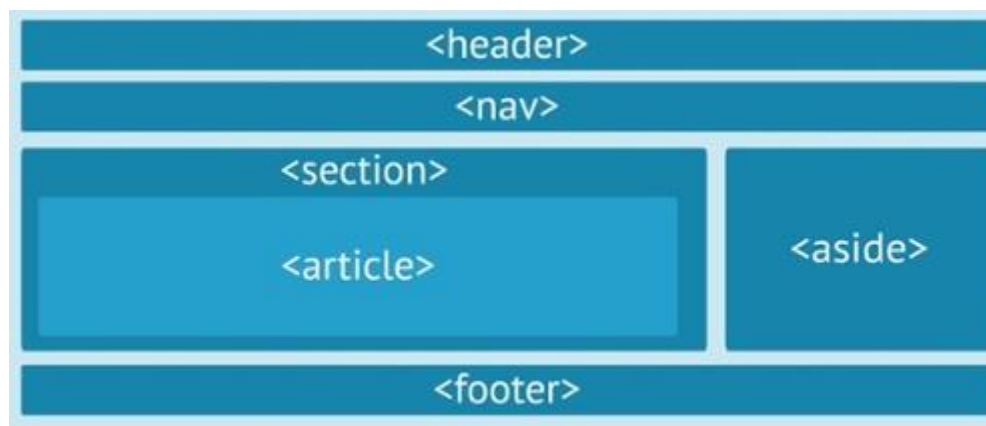 <header>
<nav>
<section>
<article>
<aside>
<footer>